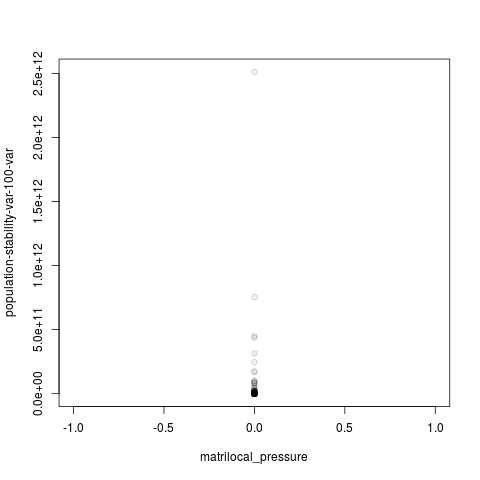 population-stability-var-100-var
2.5e+12
2.0e+12
1.5e+12
1.0e+12
5.0e+11
0.0e+00
-1.0
-0.5
0.0
0.5
1.0
matrilocal_pressure